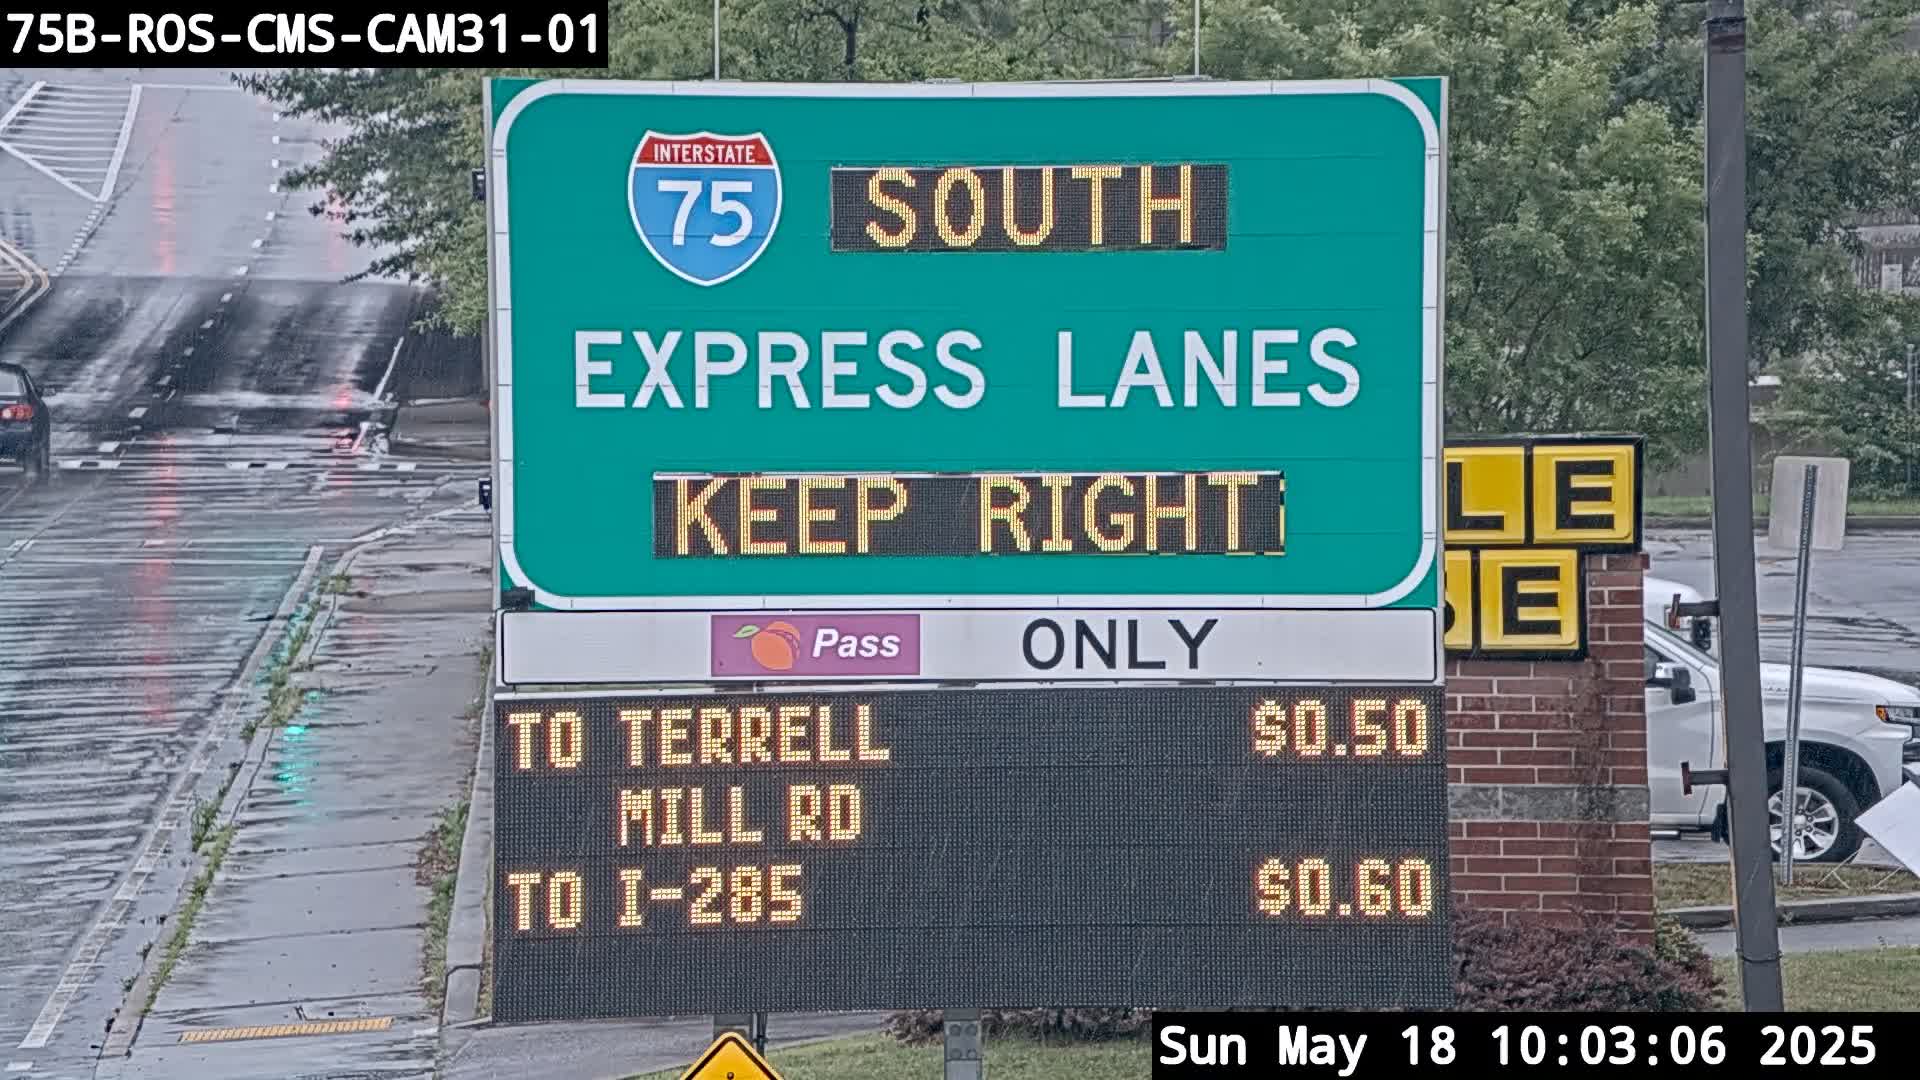 75B-ROS-CMS-CAM31-01
INTERSTATE
75
SOUTH
EXPRESS LANES
KEEP RIGHT
LE
E
Pass ONLY
TO TERRELL $0.50
MILL RD
TO I-285 $0.60
Sun May 18 10:03:06 2025